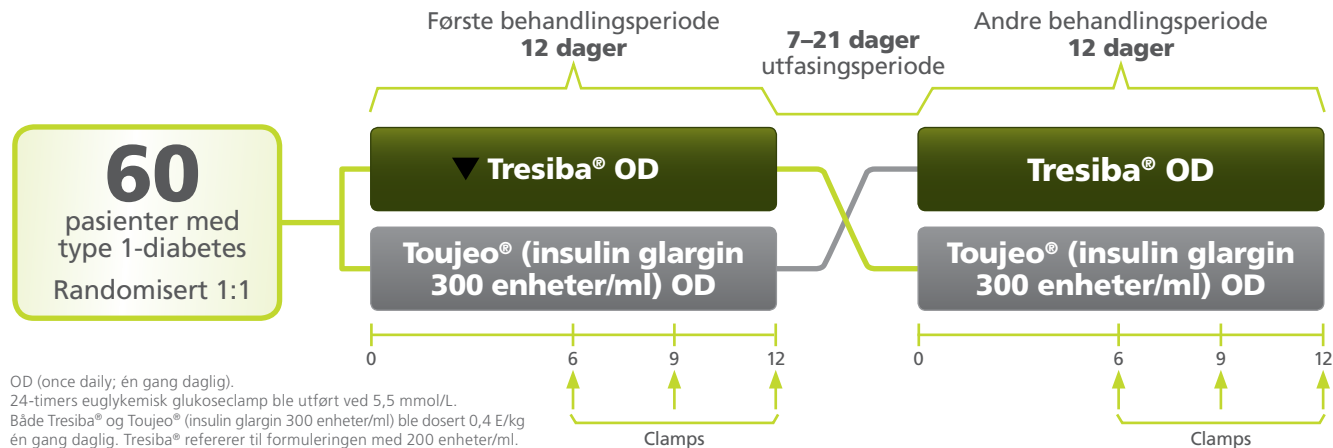 Første behandlingsperiode
12 dager
7–21 dager
utfasingsperiode
Andre behandlingsperiode
12 dager
60
pasienter med
type 1-diabetes
Randomisert 1:1
▼ Tresiba® OD
Toujeo® (insulin glargin
300 enheter/ml) OD
Tresiba® OD
Toujeo® (insulin glargin
300 enheter/ml) OD
0 6 9 12
Clamps
0 6 9 12
Clamps
OD (once daily; én gang daglig).
24-timers euglykemisk glukoseclamp ble utført ved 5,5 mmol/L.
Både Tresiba® og Toujeo® (insulin glargin 300 enheter/ml) ble dosert 0,4 E/kg
én gang daglig. Tresiba® refererer til formuleringen med 200 enheter/ml.